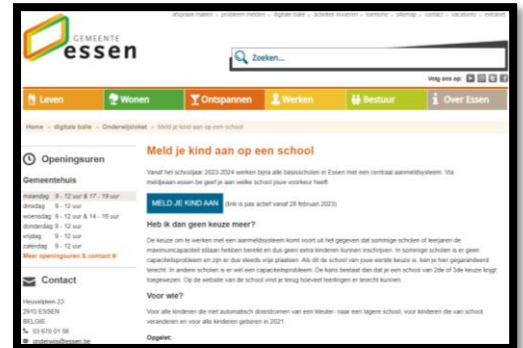 afspraak maken - probleem melden - digitale balie - activiteit invoeren - toerisme - sitemap - contact - vacatures - extranet
GEMEENTE
essen
Zoeken...
Volg ons op:
Leven
Wonen
Ontspannen
Werken
Bestuur
Over Essen
Home - digitale balie - Onderwijsloket - Meld je kind aan op een school
Openingsuren
Gemeentehuis
maandag 9 - 12 uur & 17 - 19 uur
dinsdag 9 - 12 uur
woensdag 9 - 12 uur & 14 - 16 uur
donderdag 9 - 12 uur
vrijdag 9 - 12 uur
zaterdag 9 - 12 uur
Meer openingsuren & contact
Contact
Heuvelplein 23
2910 ESSEN
BELGIE
03 670 01 56
onderwijs@essen.be
Meld je kind aan op een school
Vanaf het schooljaar 2023-2024 werken bijna alle basisscholen in Essen met een centraal aanmeldsysteem. Via
meldjeaan.essen.be geef je aan welke school jouw voorkeur heeft.
MELD JE KIND AAN (link is pas actief vanaf 28 februari 2023)
Heb ik dan geen keuze meer?
De keuze om te werken met een aanmeldsysteem komt voort uit het gegeven dat sommige scholen of leerjaren de
maximumcapaciteit stilaan hebben bereikt en dus geen extra kinderen kunnen inschrijven. In sommige scholen is er geen
capaciteitsprobleem en zijn er dus steeds vrije plaatsen. Als dit de school van jouw eerste keuze is, kan je hier gegarandeerd
terecht. In andere scholen is er wél een capaciteitsprobleem. De kans bestaat dan dat je een school van 2de of 3de keuze krijgt
toegewezen. Op de website van de school vind je terug hoeveel leerlingen er terecht kunnen.
Voor wie?
Voor alle kinderen die niet automatisch doorstromen van een kleuter- naar een lagere school, voor kinderen die van school
veranderen en voor alle kinderen geboren in 2021.
Opgelet: